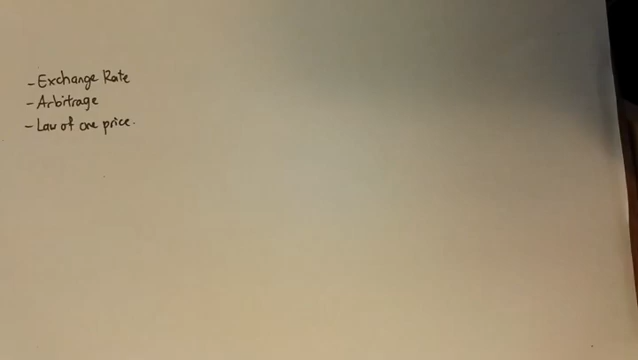 - Exchange Rate
- Arbitrage
- Law of one price.